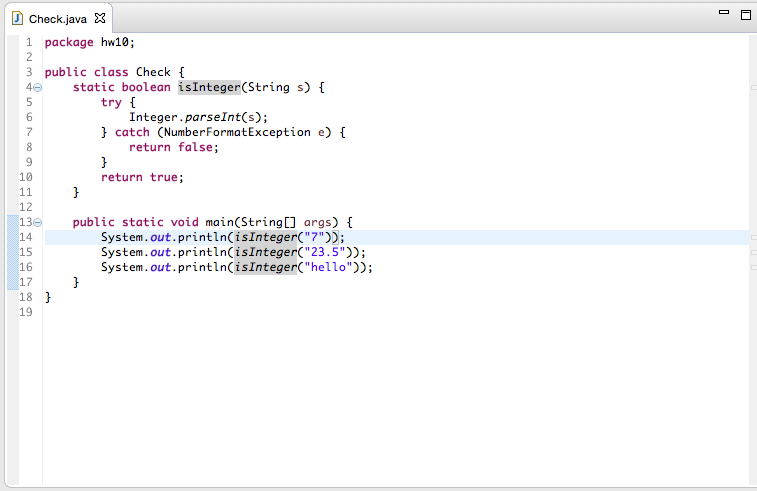 Check.java
1 package hw10;
2
3 public class Check {
4     static boolean isInteger(String s) {
5         try {
6             Integer.parseInt(s);
7         } catch (NumberFormatException e) {
8             return false;
9         }
10         return true;
11     }
12
13     public static void main(String[] args) {
14         System.out.println(isInteger("7"));
15         System.out.println(isInteger("23.5"));
16         System.out.println(isInteger("hello"));
17     }
18 }
19